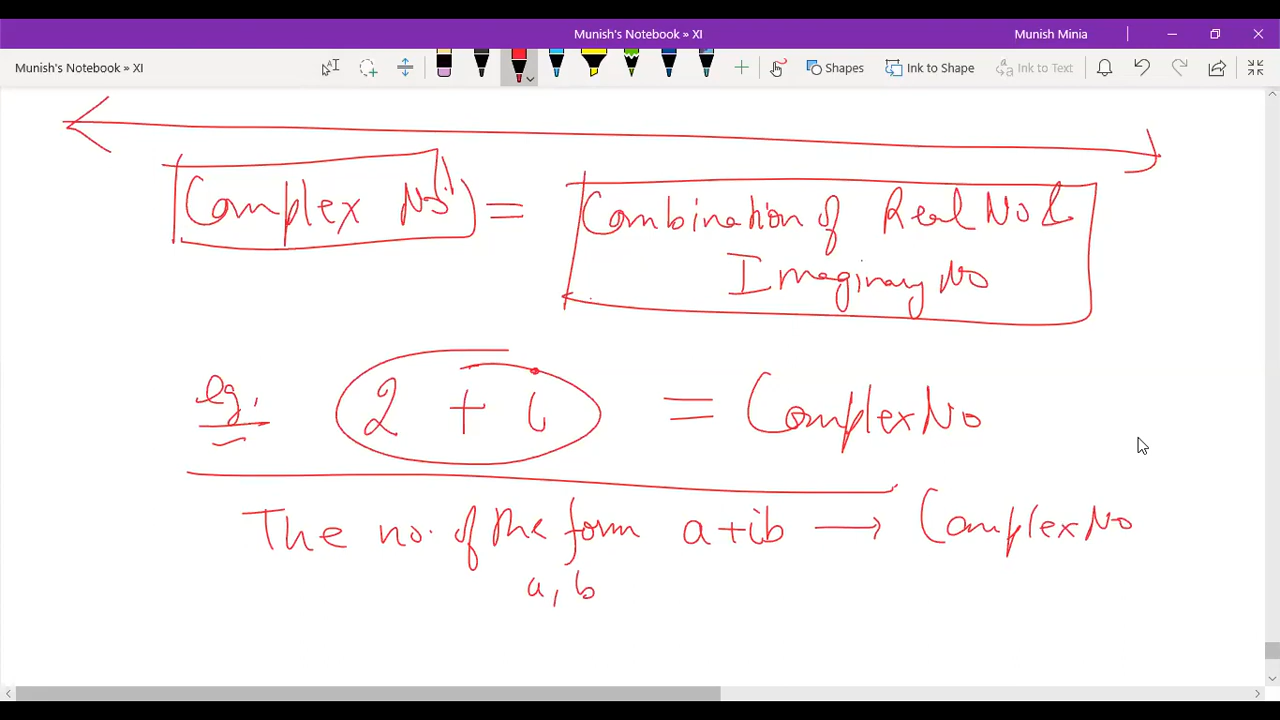 Munish's Notebook » XI
Munish Minia
Munish's Notebook » XI
Shapes
Ink to Shape
Ink to Text
Complex No. = Combination of Real No &
Imaginary No
eg. 2 + i = Complex No
The no. of the form a+ib → Complex No
a, b